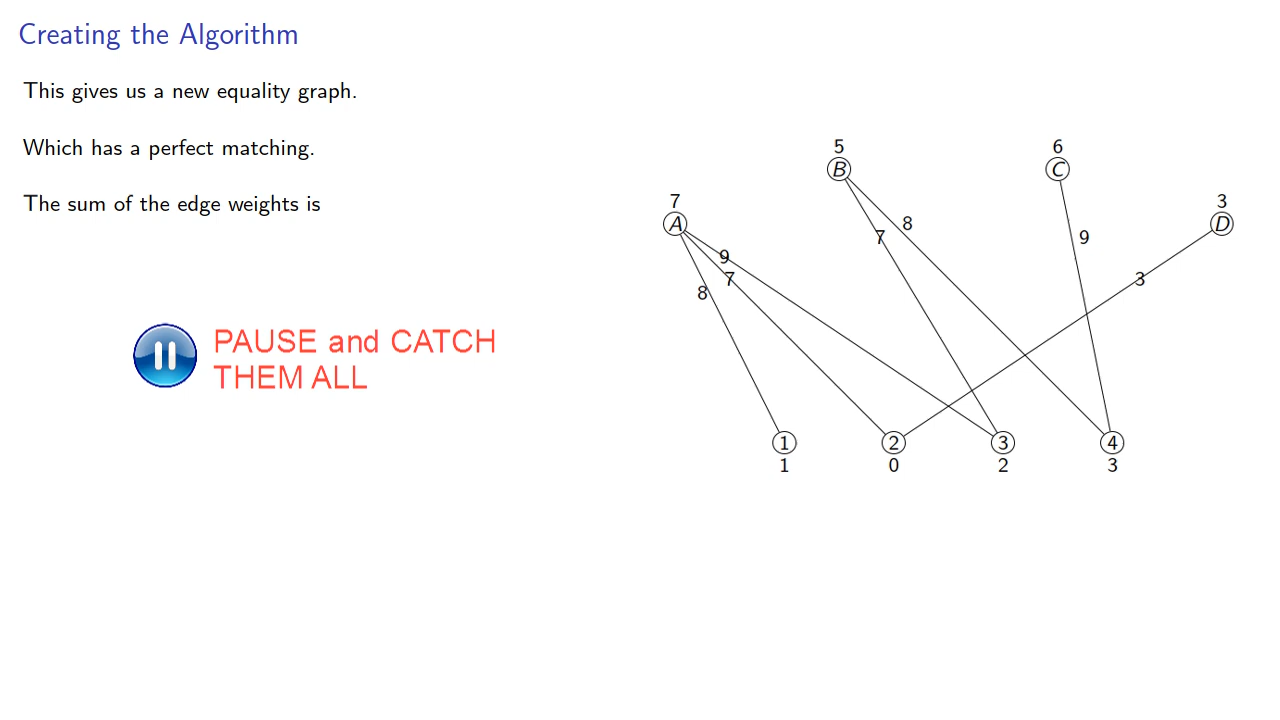 Creating the Algorithm
This gives us a new equality graph.
Which has a perfect matching.
The sum of the edge weights is
PAUSE and CATCH
THEM ALL
5
6
B
C
7
3
A
D
8
7
9
9
7
3
8
1
2
3
4
1
0
2
3